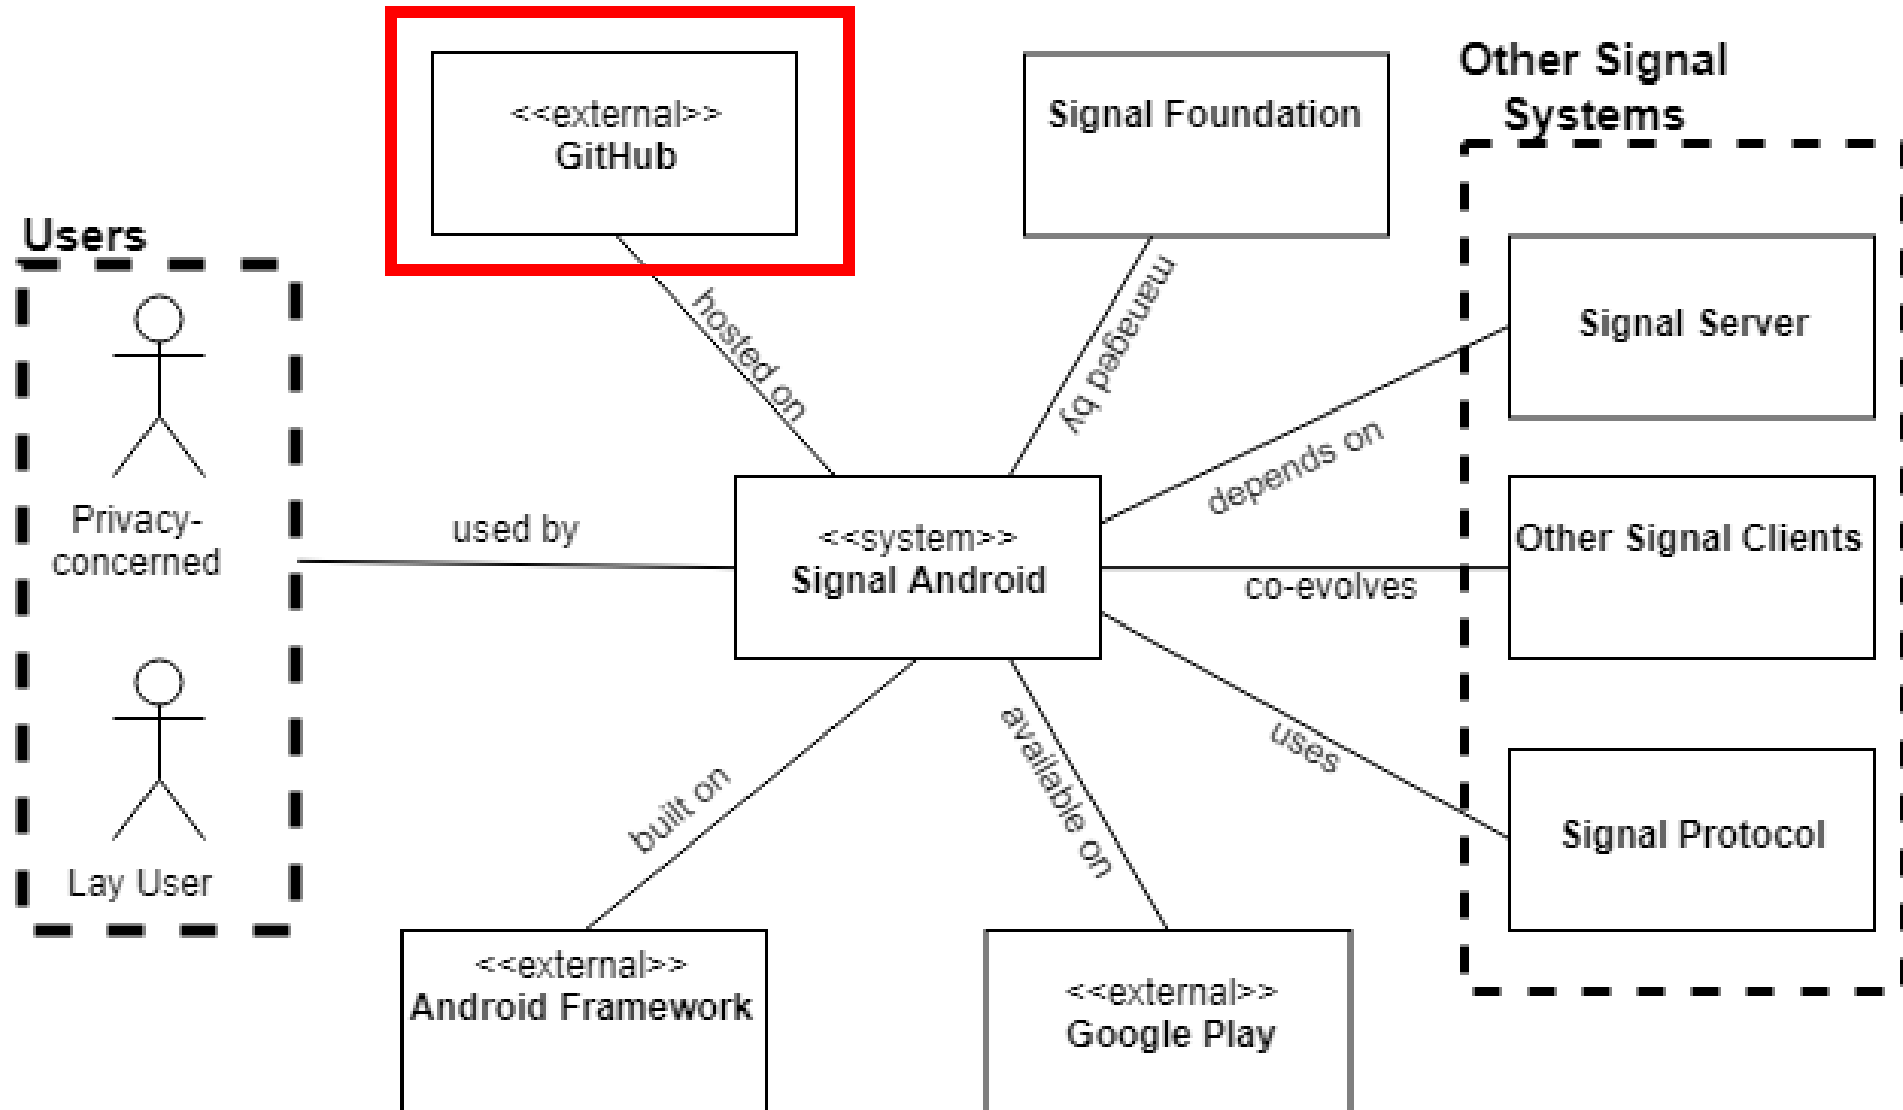 <<external>>
GitHub
Signal Foundation
Other Signal
Systems
Users
Privacy-
concerned
Lay User
hosted on
managed by
used by
<<system>>
Signal Android
depends on
co-evolves
uses
built on
available on
Signal Server
Other Signal Clients
Signal Protocol
<<external>>
Android Framework
<<external>>
Google Play